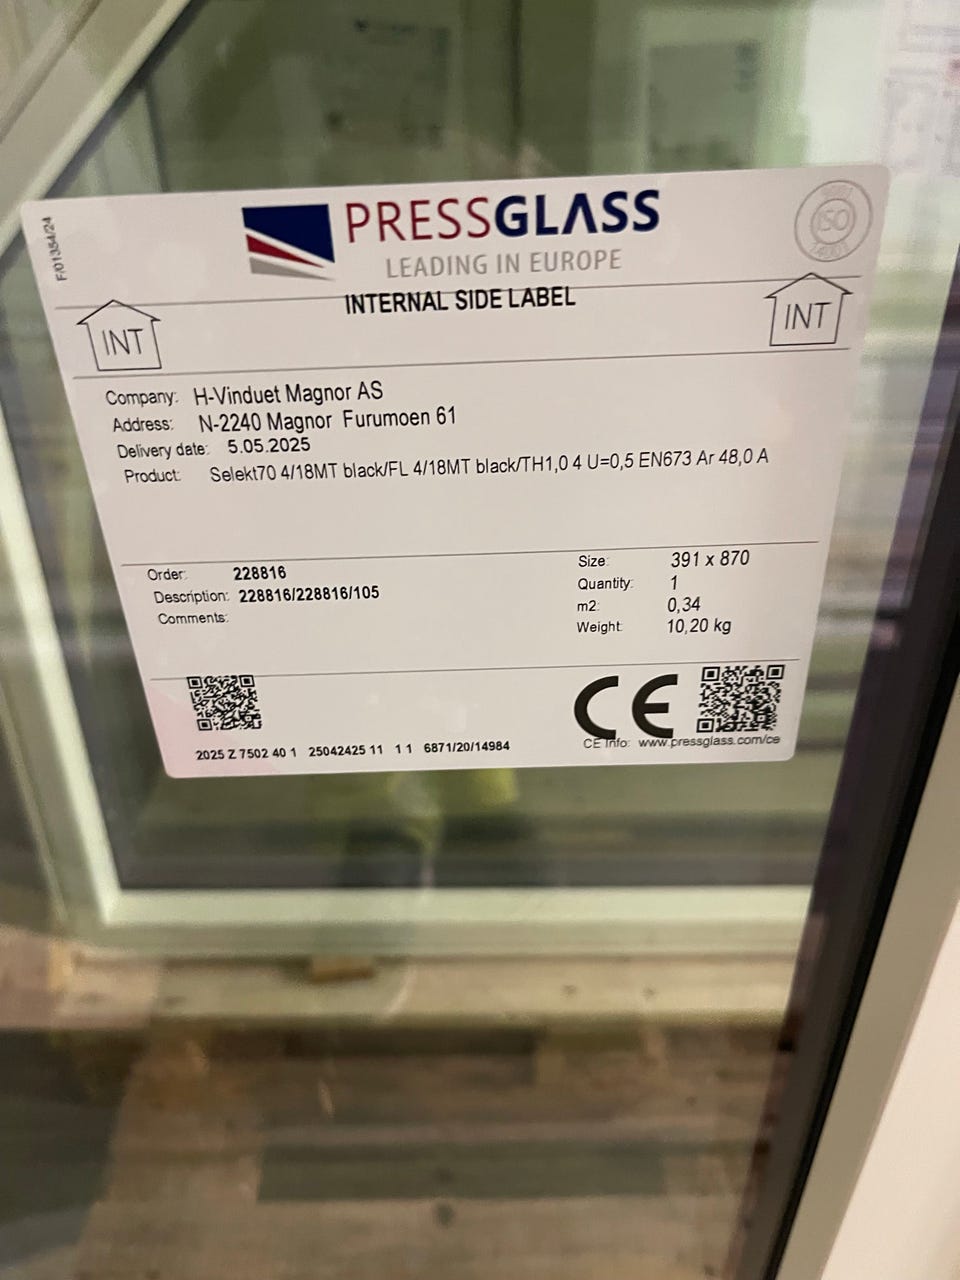 F/01354/24
PRESSGLASS
LEADING IN EUROPE
ISO
14001
INTERNAL SIDE LABEL
INT
INT
Company: H-Vinduet Magnor AS
Address: N-2240 Magnor Furumoen 61
Delivery date: 5.05.2025
Product: Selekt70 4/18MT black/FL 4/18MT black/TH1,0 4 U=0,5 EN673 Ar 48,0 A
Order: 228816
Description: 228816/228816/105
Comments:
Size: 391 x 870
Quantity: 1
m2: 0,34
Weight: 10,20 kg
CE
2025 Z 7502 40 1 25042425 11 1 1 6871/20/14984
CE Info: www.pressglass.com/ce